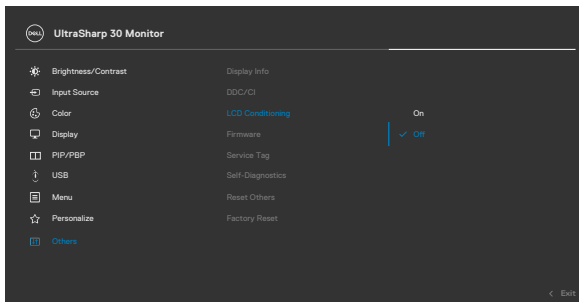 DELL UltraSharp 30 Monitor
Brightness/Contrast Display Info
Input Source DDC/CI
Color LCD Conditioning On
Display Firmware Off
PIP/PBP Service Tag
USB Self-Diagnostics
Menu Reset Others
Personalize Factory Reset
Others
Exit